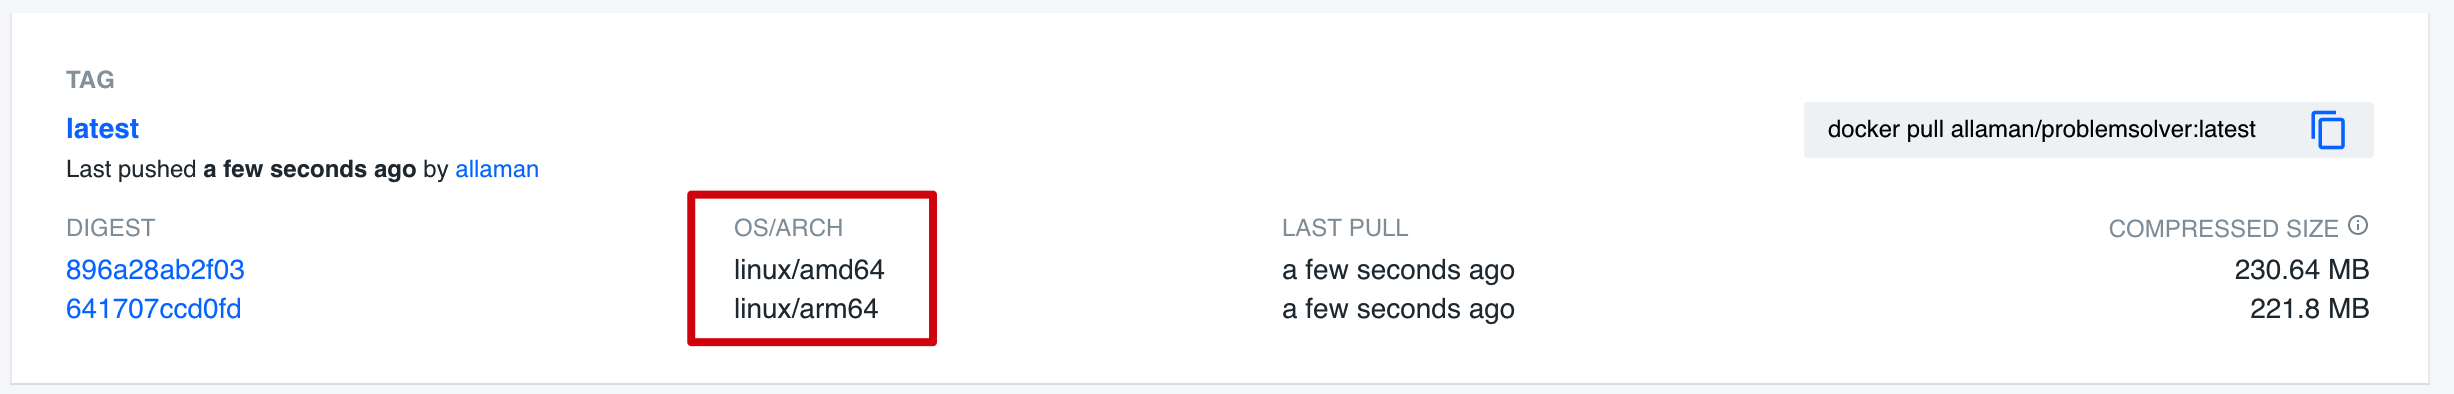 TAG
latest
docker pull allaman/problemsolver:latest
Last pushed a few seconds ago by allaman
DIGEST OS/ARCH LAST PULL COMPRESSED SIZE
896a28ab2f03 linux/amd64 a few seconds ago 230.64 MB
641707ccd0fd linux/arm64 a few seconds ago 221.8 MB